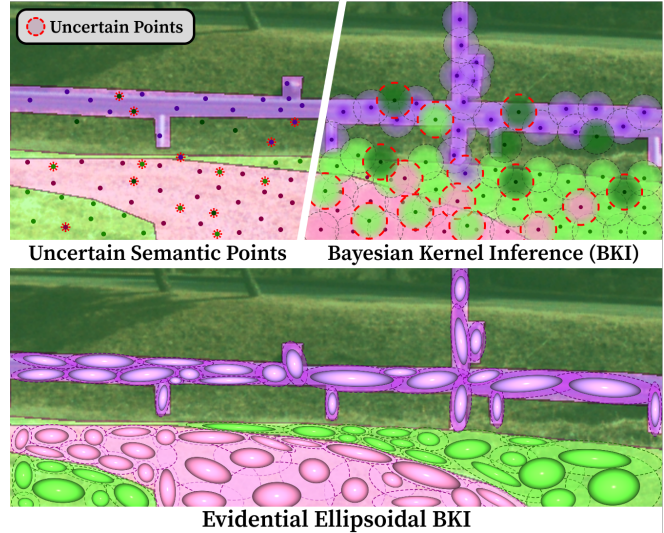 Uncertain Points
Uncertain Semantic Points
Bayesian Kernel Inference (BKI)
Evidential Ellipsoidal BKI